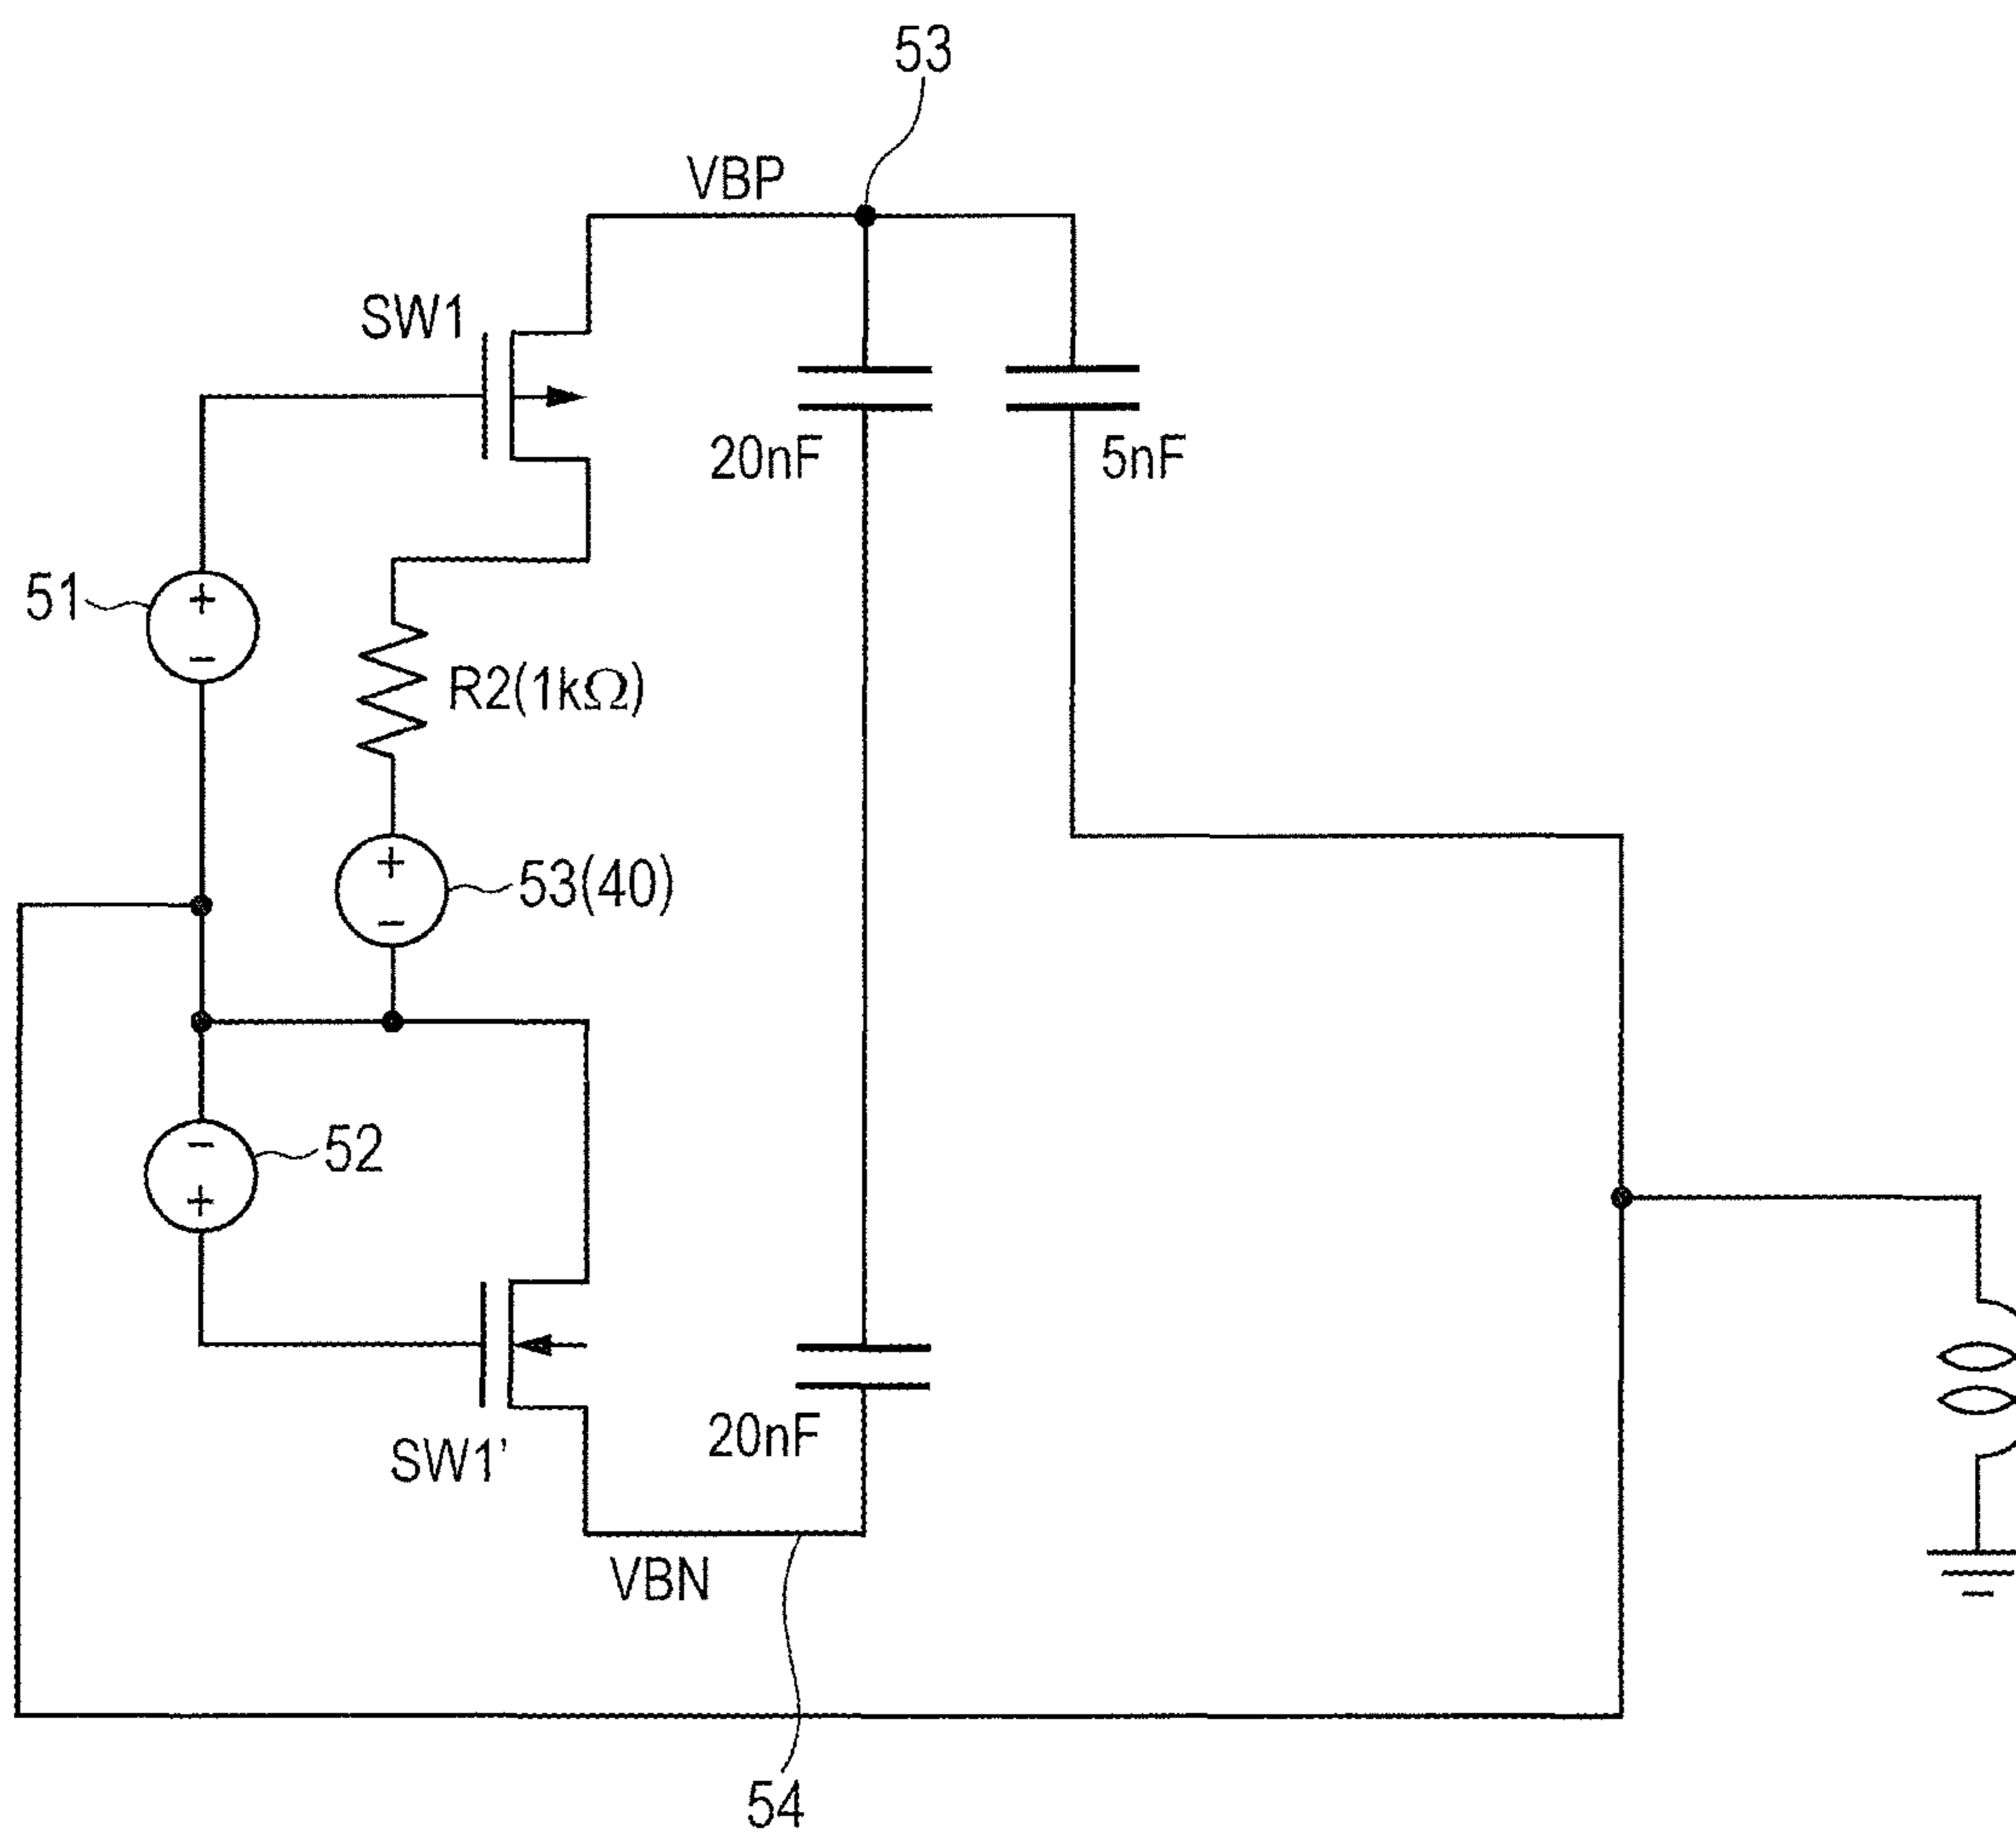 53
VBP
SW1
20nF
5nF
51
+
−
R2(1kΩ)
+
−
53(40)
−
+
52
20nF
SW1’
VBN
54